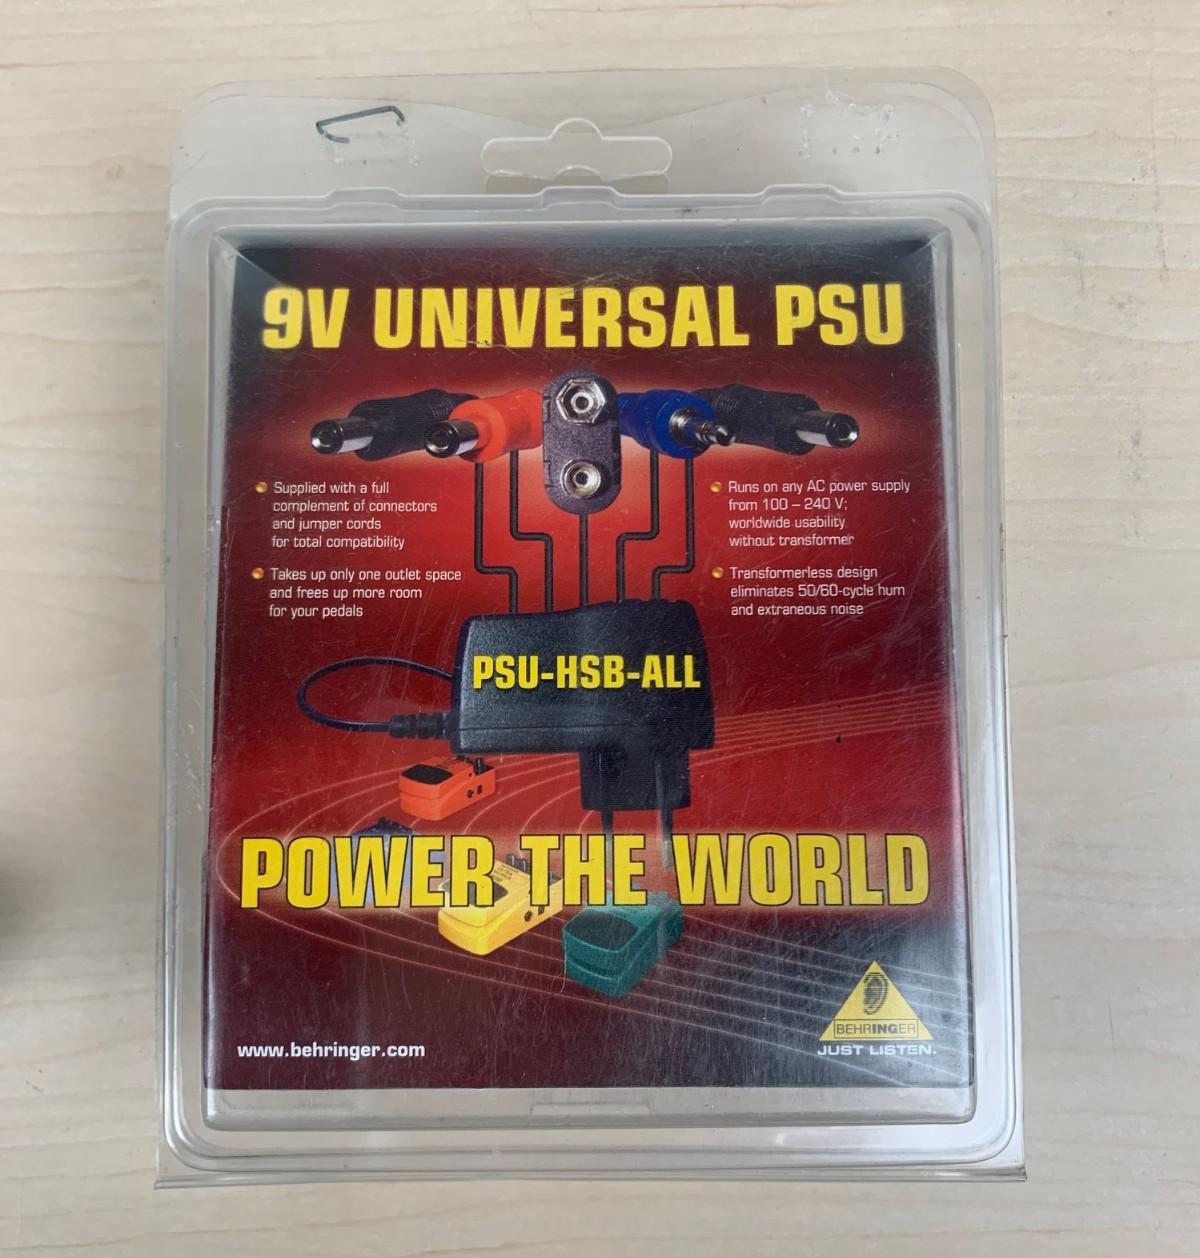 9V UNIVERSAL PSU
Supplied with a full
complement of connectors
and jumper cords
for total compatibility
Takes up only one outlet space
and frees up more room
for your pedals
Runs on any AC power supply
from 100 – 240 V;
worldwide usability
without transformer
Transformerless design
eliminates 50/60-cycle hum
and extraneous noise
PSU-HSB-ALL
POWER THE WORLD
BEHRINGER
JUST LISTEN.
www.behringer.com